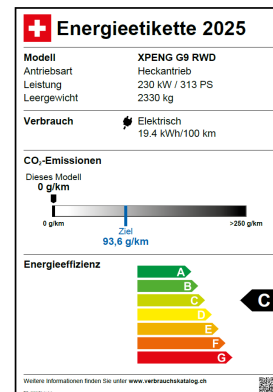 Energieetikette 2025
Modell XPENG G9 RWD
Antriebsart Heckantrieb
Leistung 230 kW / 313 PS
Leergewicht 2330 kg
Verbrauch Elektrisch
19.4 kWh/100 km
CO₂-Emissionen
Dieses Modell
0 g/km
0 g/km >250 g/km
Ziel
93,6 g/km
Energieeffizienz
A
B
C
C
D
E
F
G
Weitere Informationen finden Sie unter www.verbrauchskatalog.ch